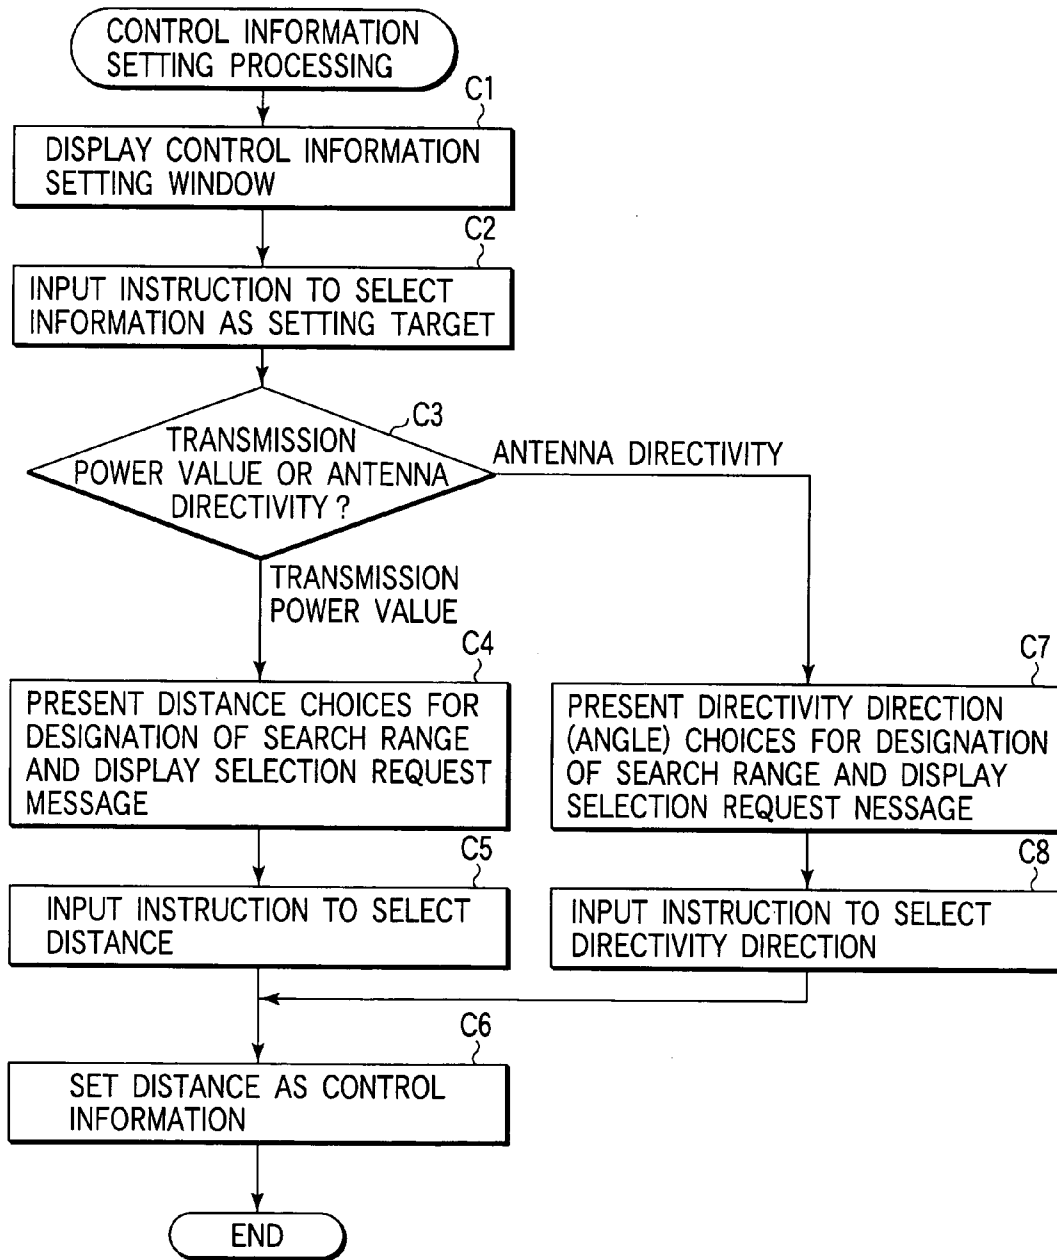 CONTROL INFORMATION
SETTING PROCESSING
C1
DISPLAY CONTROL INFORMATION
SETTING WINDOW
C2
INPUT INSTRUCTION TO SELECT
INFORMATION AS SETTING TARGET
C3
TRANSMISSION
POWER VALUE OR ANTENNA
DIRECTIVITY ?
ANTENNA DIRECTIVITY
TRANSMISSION
POWER VALUE
C4
PRESENT DISTANCE CHOICES FOR
DESIGNATION OF SEARCH RANGE
AND DISPLAY SELECTION REQUEST
MESSAGE
C7
PRESENT DIRECTIVITY DIRECTION
(ANGLE) CHOICES FOR DESIGNATION
OF SEARCH RANGE AND DISPLAY
SELECTION REQUEST NESSAGE
C5
INPUT INSTRUCTION TO SELECT
DISTANCE
C8
INPUT INSTRUCTION TO SELECT
DIRECTIVITY DIRECTION
C6
SET DISTANCE AS CONTROL
INFORMATION
END